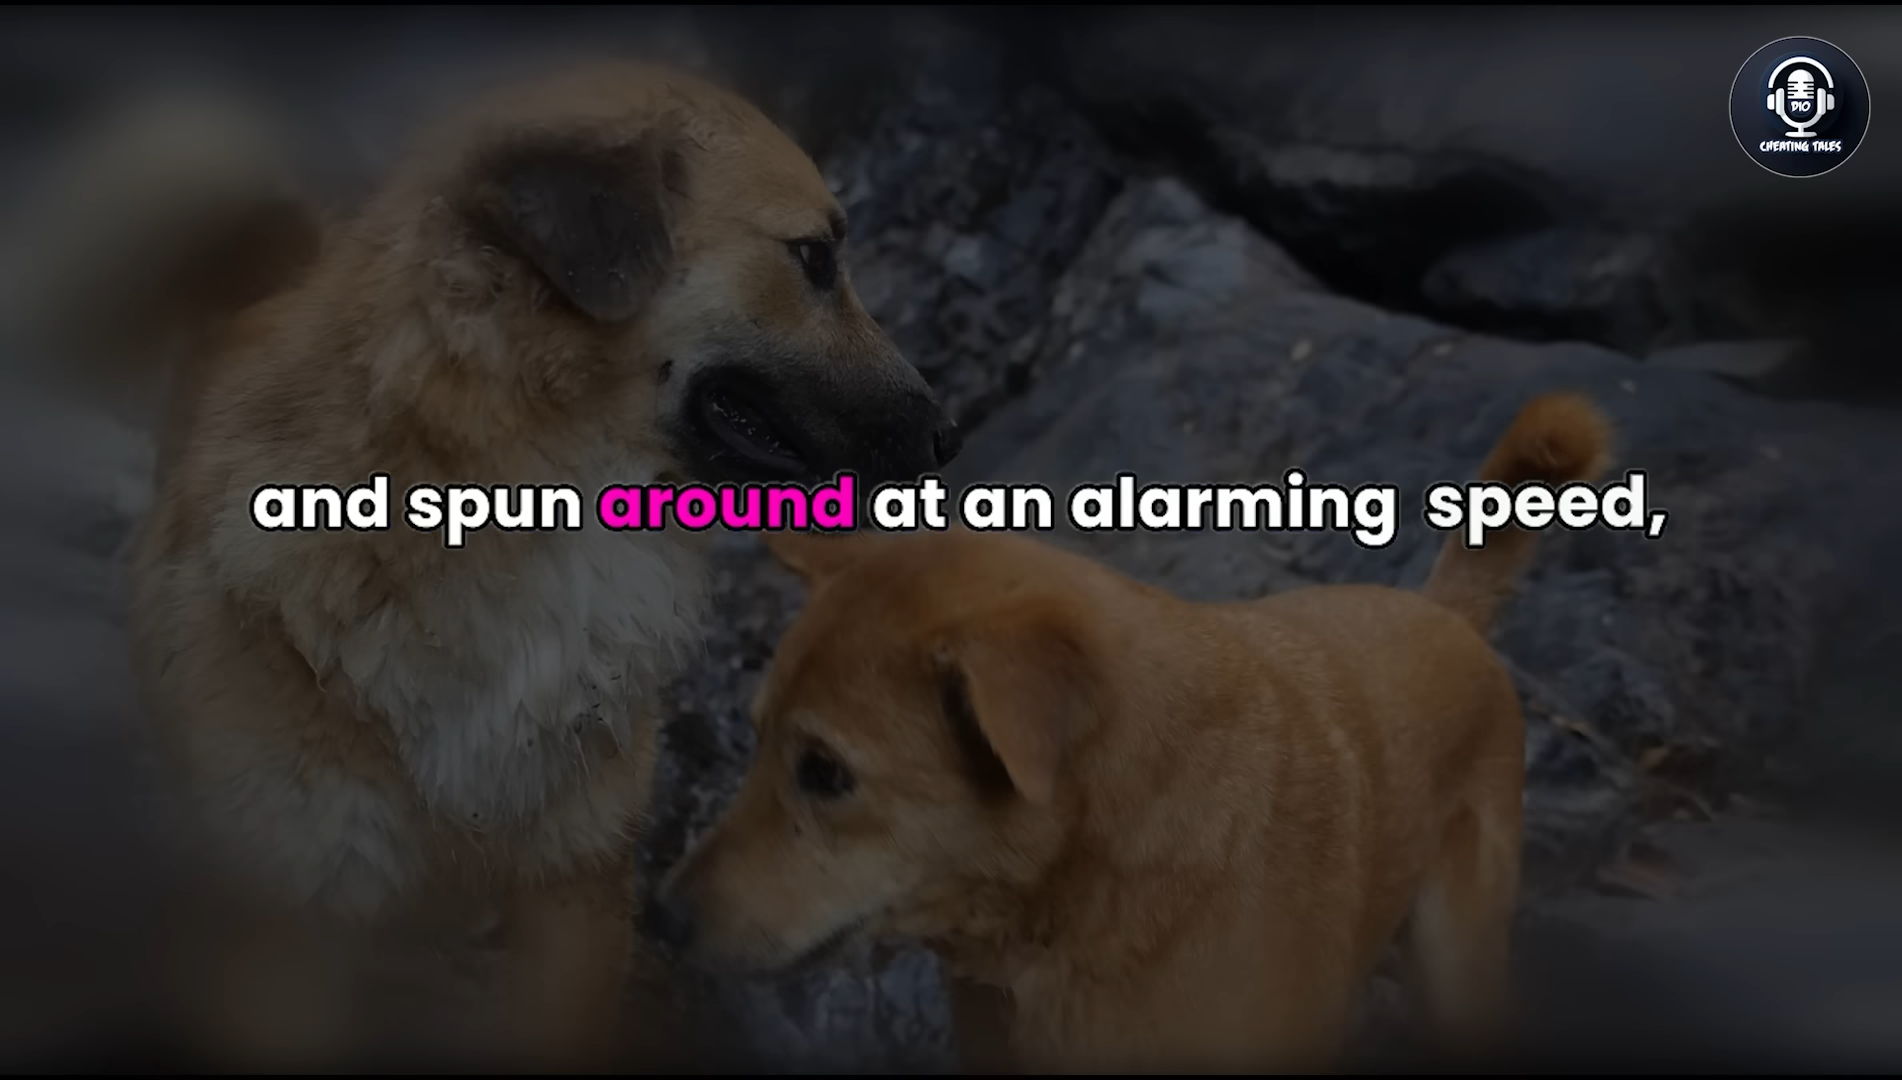 DIO
CHEATING TALES
and spun around at an alarming speed,